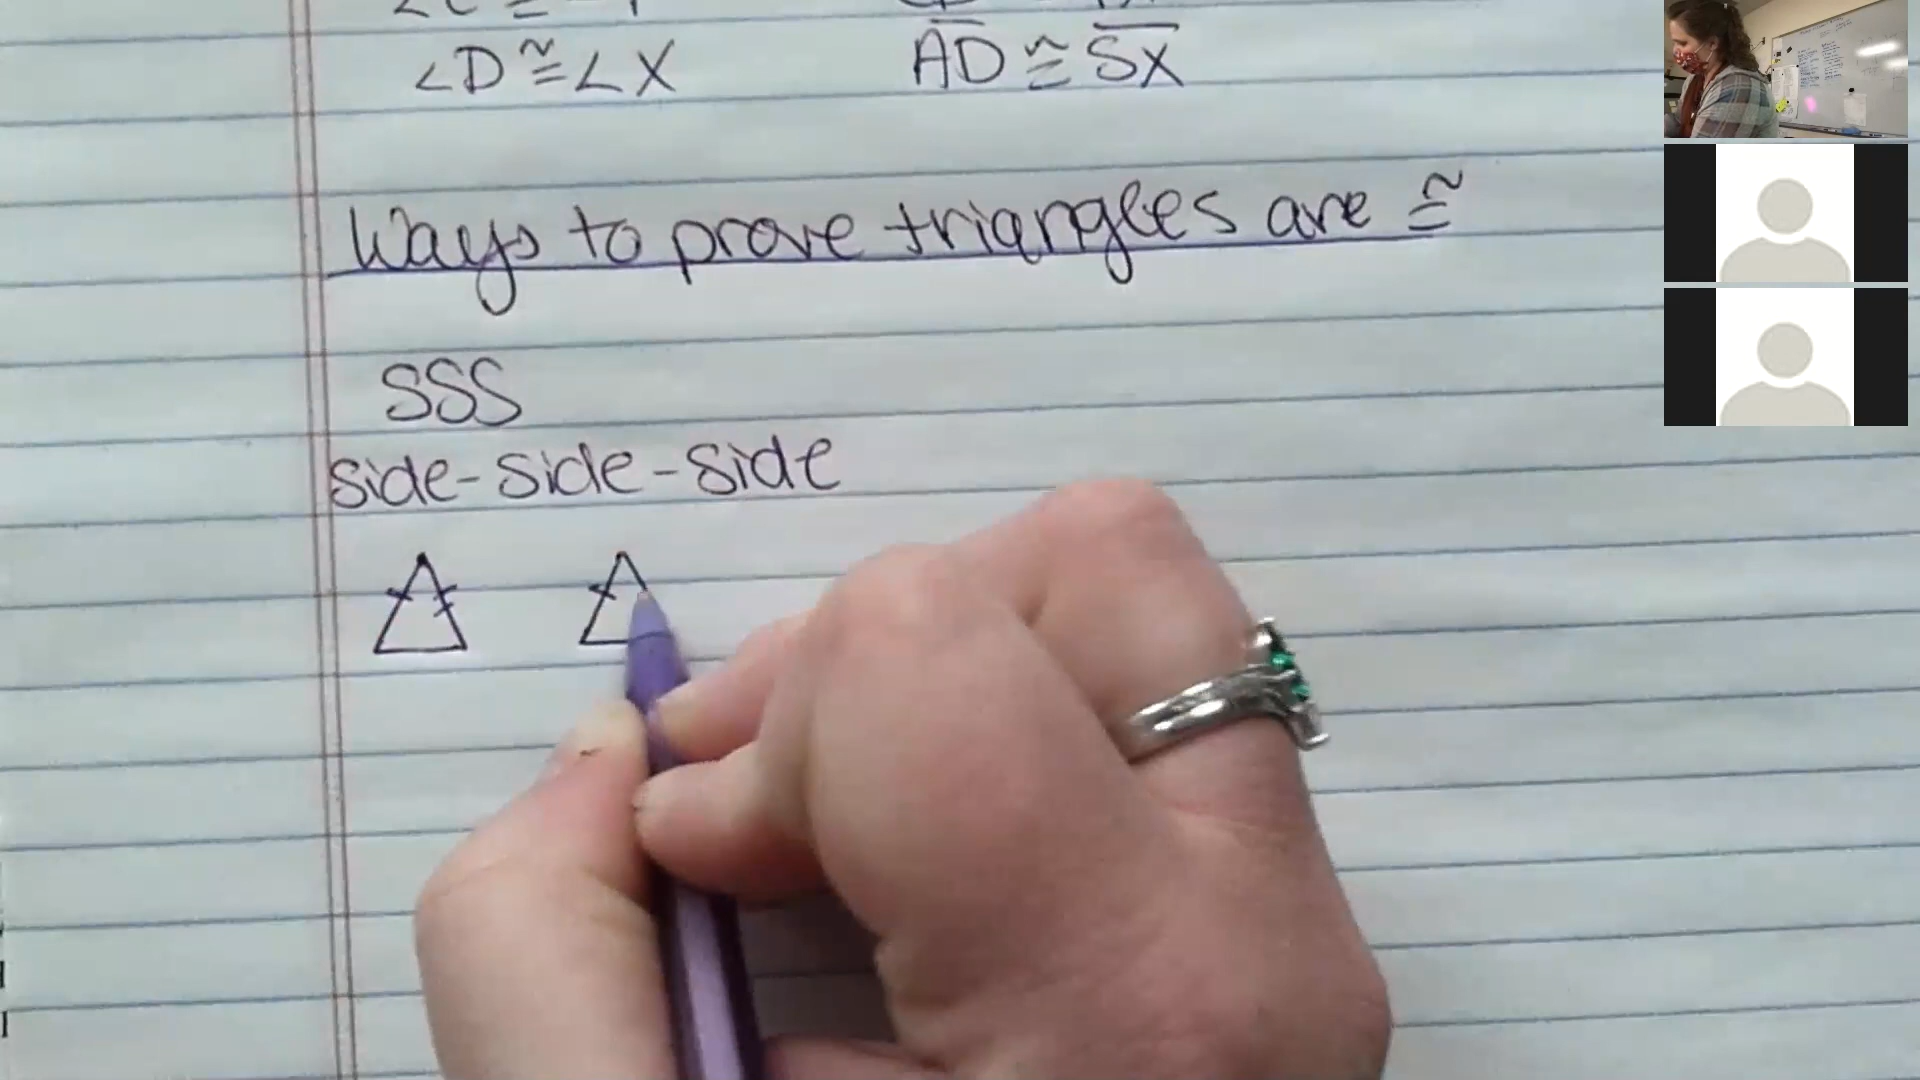 ∠D ≅ ∠X
AD ≅ SX
Ways to prove triangles are ≅
SSS
side-side-side